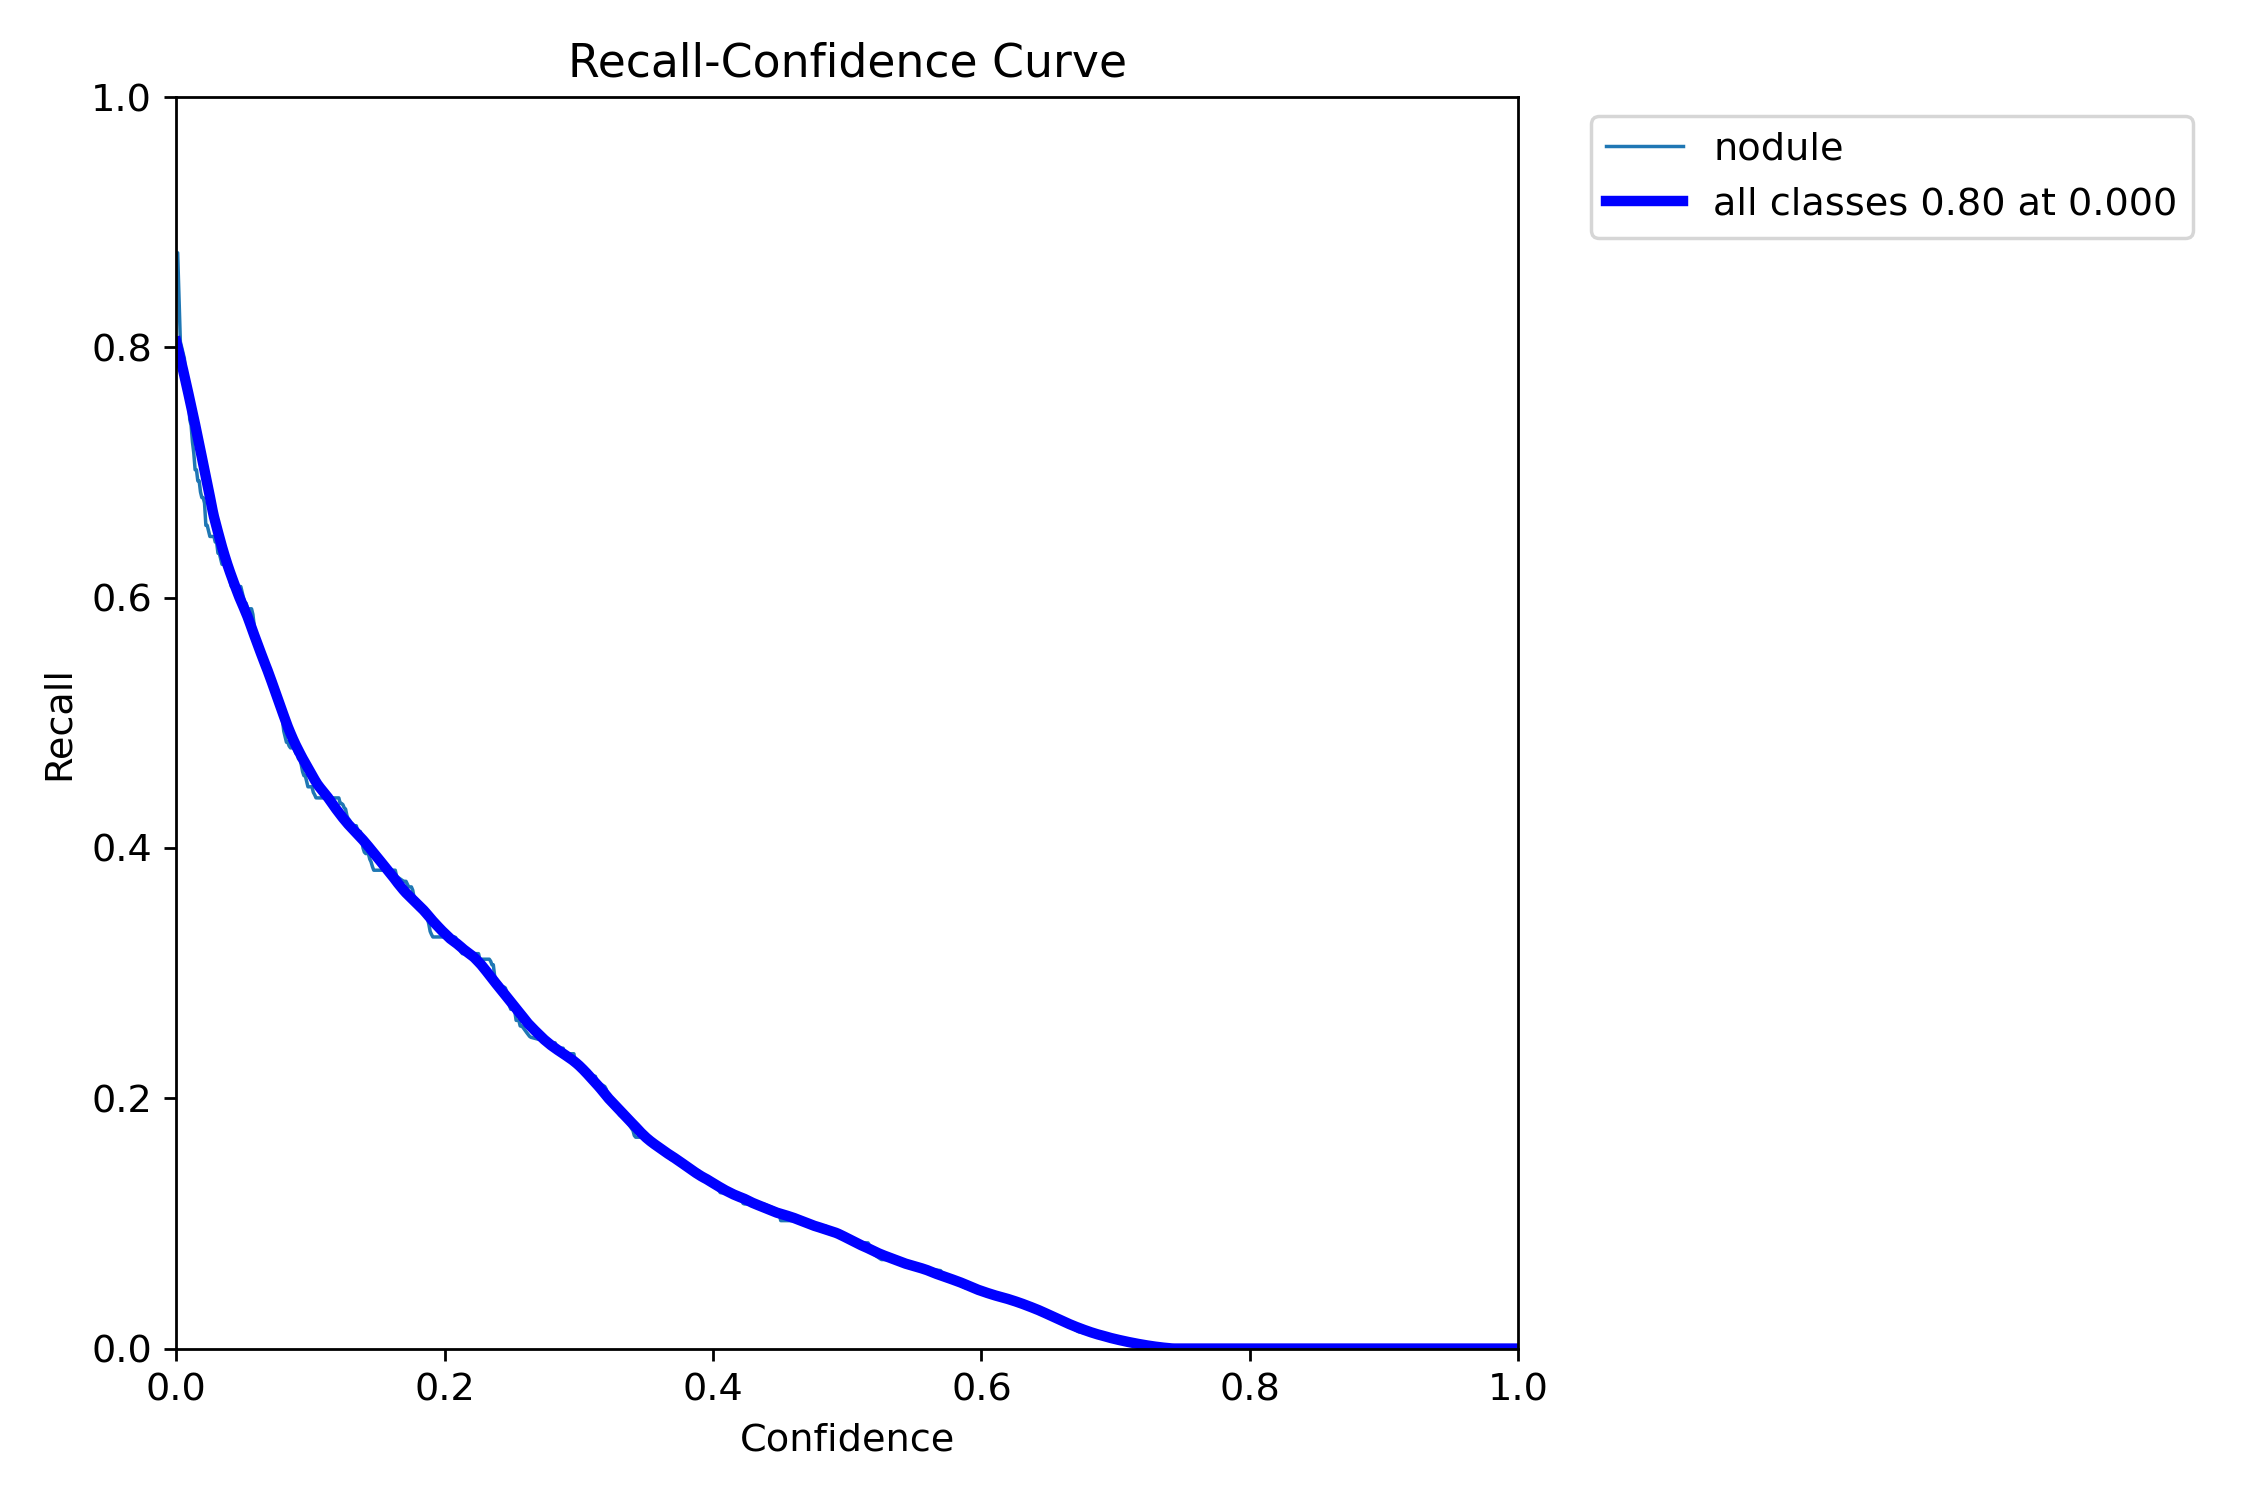 Recall-Confidence Curve
1.0
0.8
0.6
0.4
0.2
0.0
Recall
0.0 0.2 0.4 0.6 0.8 1.0
Confidence
nodule
all classes 0.80 at 0.000